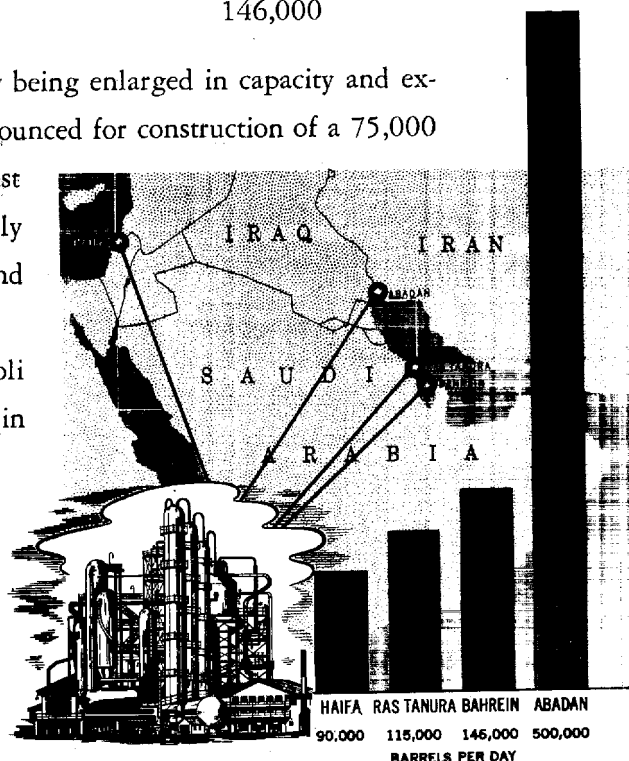 146,000
being enlarged in capacity and ex-
ounced for construction of a 75,000
st
ly
nd
oli
in
IRAQ
IRAN
ABADAN
SAUDI
ARABIA
HAIFA RAS TANURA BAHREIN ABADAN
90,000 115,000 146,000 500,000
BARRELS PER DAY